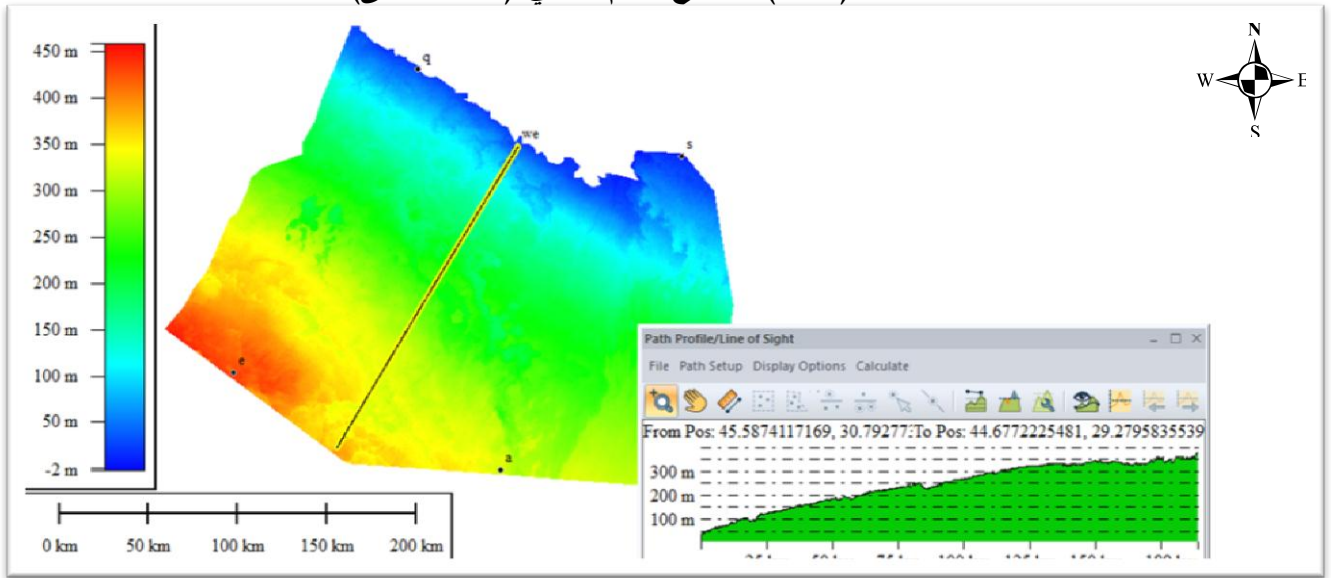 450 m
400 m
350 m
300 m
250 m
200 m
150 m
100 m
50 m
-2 m
0 km 50 km 100 km 150 km 200 km
q
we
s
e
a
N
W E
S
Path Profile/Line of Sight
File Path Setup Display Options Calculate
From Pos: 45.5874117169, 30.79277 To Pos: 44.6772225481, 29.2795835539
300 m
200 m
100 m